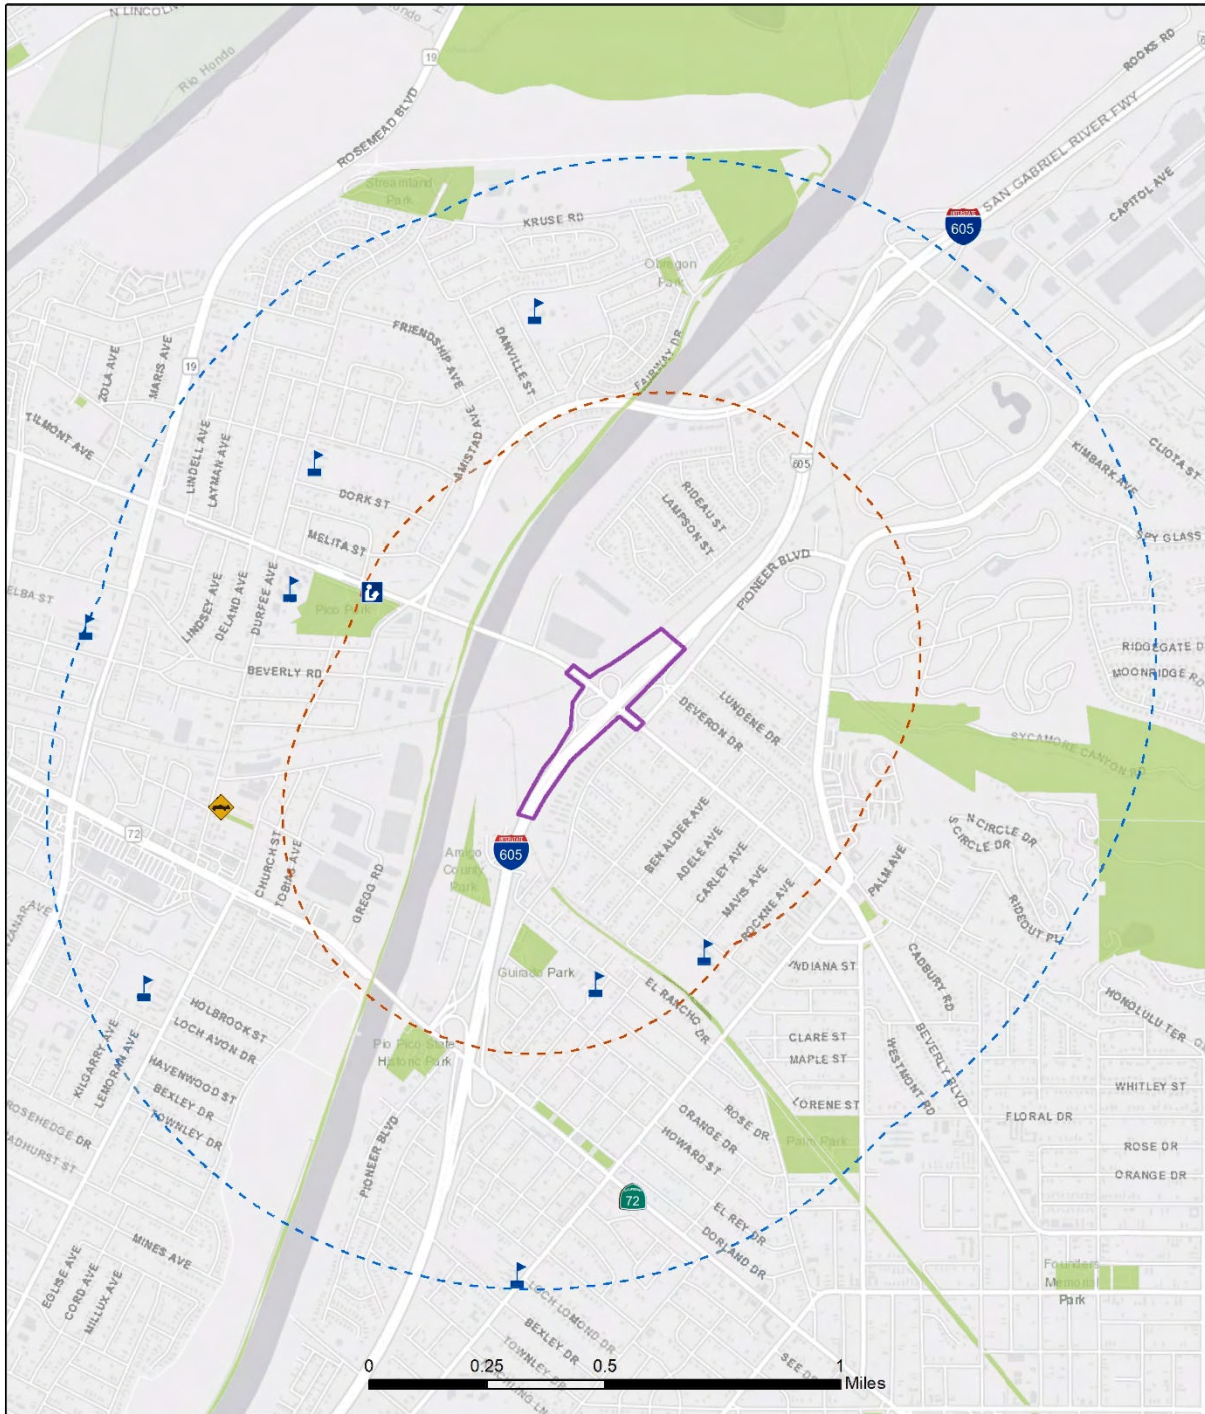 N LINCOLN
19
ROOKS RD
Rio Hondo
ROSEMEAD BLVD
SAN GABRIEL RIVER FWY
CAPITOL AVE
Streamland
Park
KRUSE RD
INTERSTATE
605
Obregon
Park
FRIENDSHIP AVE
DANVILLE ST
FAIRWAY DR
ZOLA AVE
MARIS AVE
19
TILMONT AVE
LINDELL AVE
LAYMAN AVE
AMISTAD AVE
605
KIMBARK AVE
CLIOTA ST
DORK ST
RIDEAU ST
LAMPSON ST
MELITA ST
SPY GLASS
PIONEER BLVD
ELBA ST
LINDSEY AVE
DELAND AVE
DURFEE AVE
Pico Park
BEVERLY RD
RIDGEGATE D
MOONRIDGE RD
LUNDENE DR
DEVERON DR
SYCAMORE CANYON RD
72
CHURCH ST
TOBIAS AVE
GREGG RD
Amigo
County
Park
INTERSTATE
605
BEN ALDER AVE
ADELE AVE
CARLEY AVE
MAVIS AVE
ROCKNE AVE
PALM AVE
N CIRCLE DR
S CIRCLE DR
RIDEOUT
Guirado Park
INDIANA ST
CADBURY RD
EL RANCHO DR
HONOLULU TER
HOLBROOK ST
LOCH AVON DR
KILGARRY AVE
LEMORAN AVE
HAVENWOOD ST
BEXLEY DR
TOWNLEY DR
Pio Pico State
Historic Park
CLARE ST
MAPLE ST
WESTMONT RD
BEVERLY BLVD
WHITLEY ST
ROSEHEDGE DR
ADHURST ST
LORENE ST
FLORAL DR
ROSE DR
ORANGE DR
HOWARD ST
Palm Park
ROSE DR
ORANGE DR
PIONEER BLVD
72
EL REY DR
DORLAND DR
MINES AVE
EGLISE AVE
CORD AVE
MILLUX AVE
Founders
Memorial
Park
LOCH LOMOND DR
BEXLEY DR
TOWNLEY DR
SEE DR
0 0.25 0.5 1
Miles